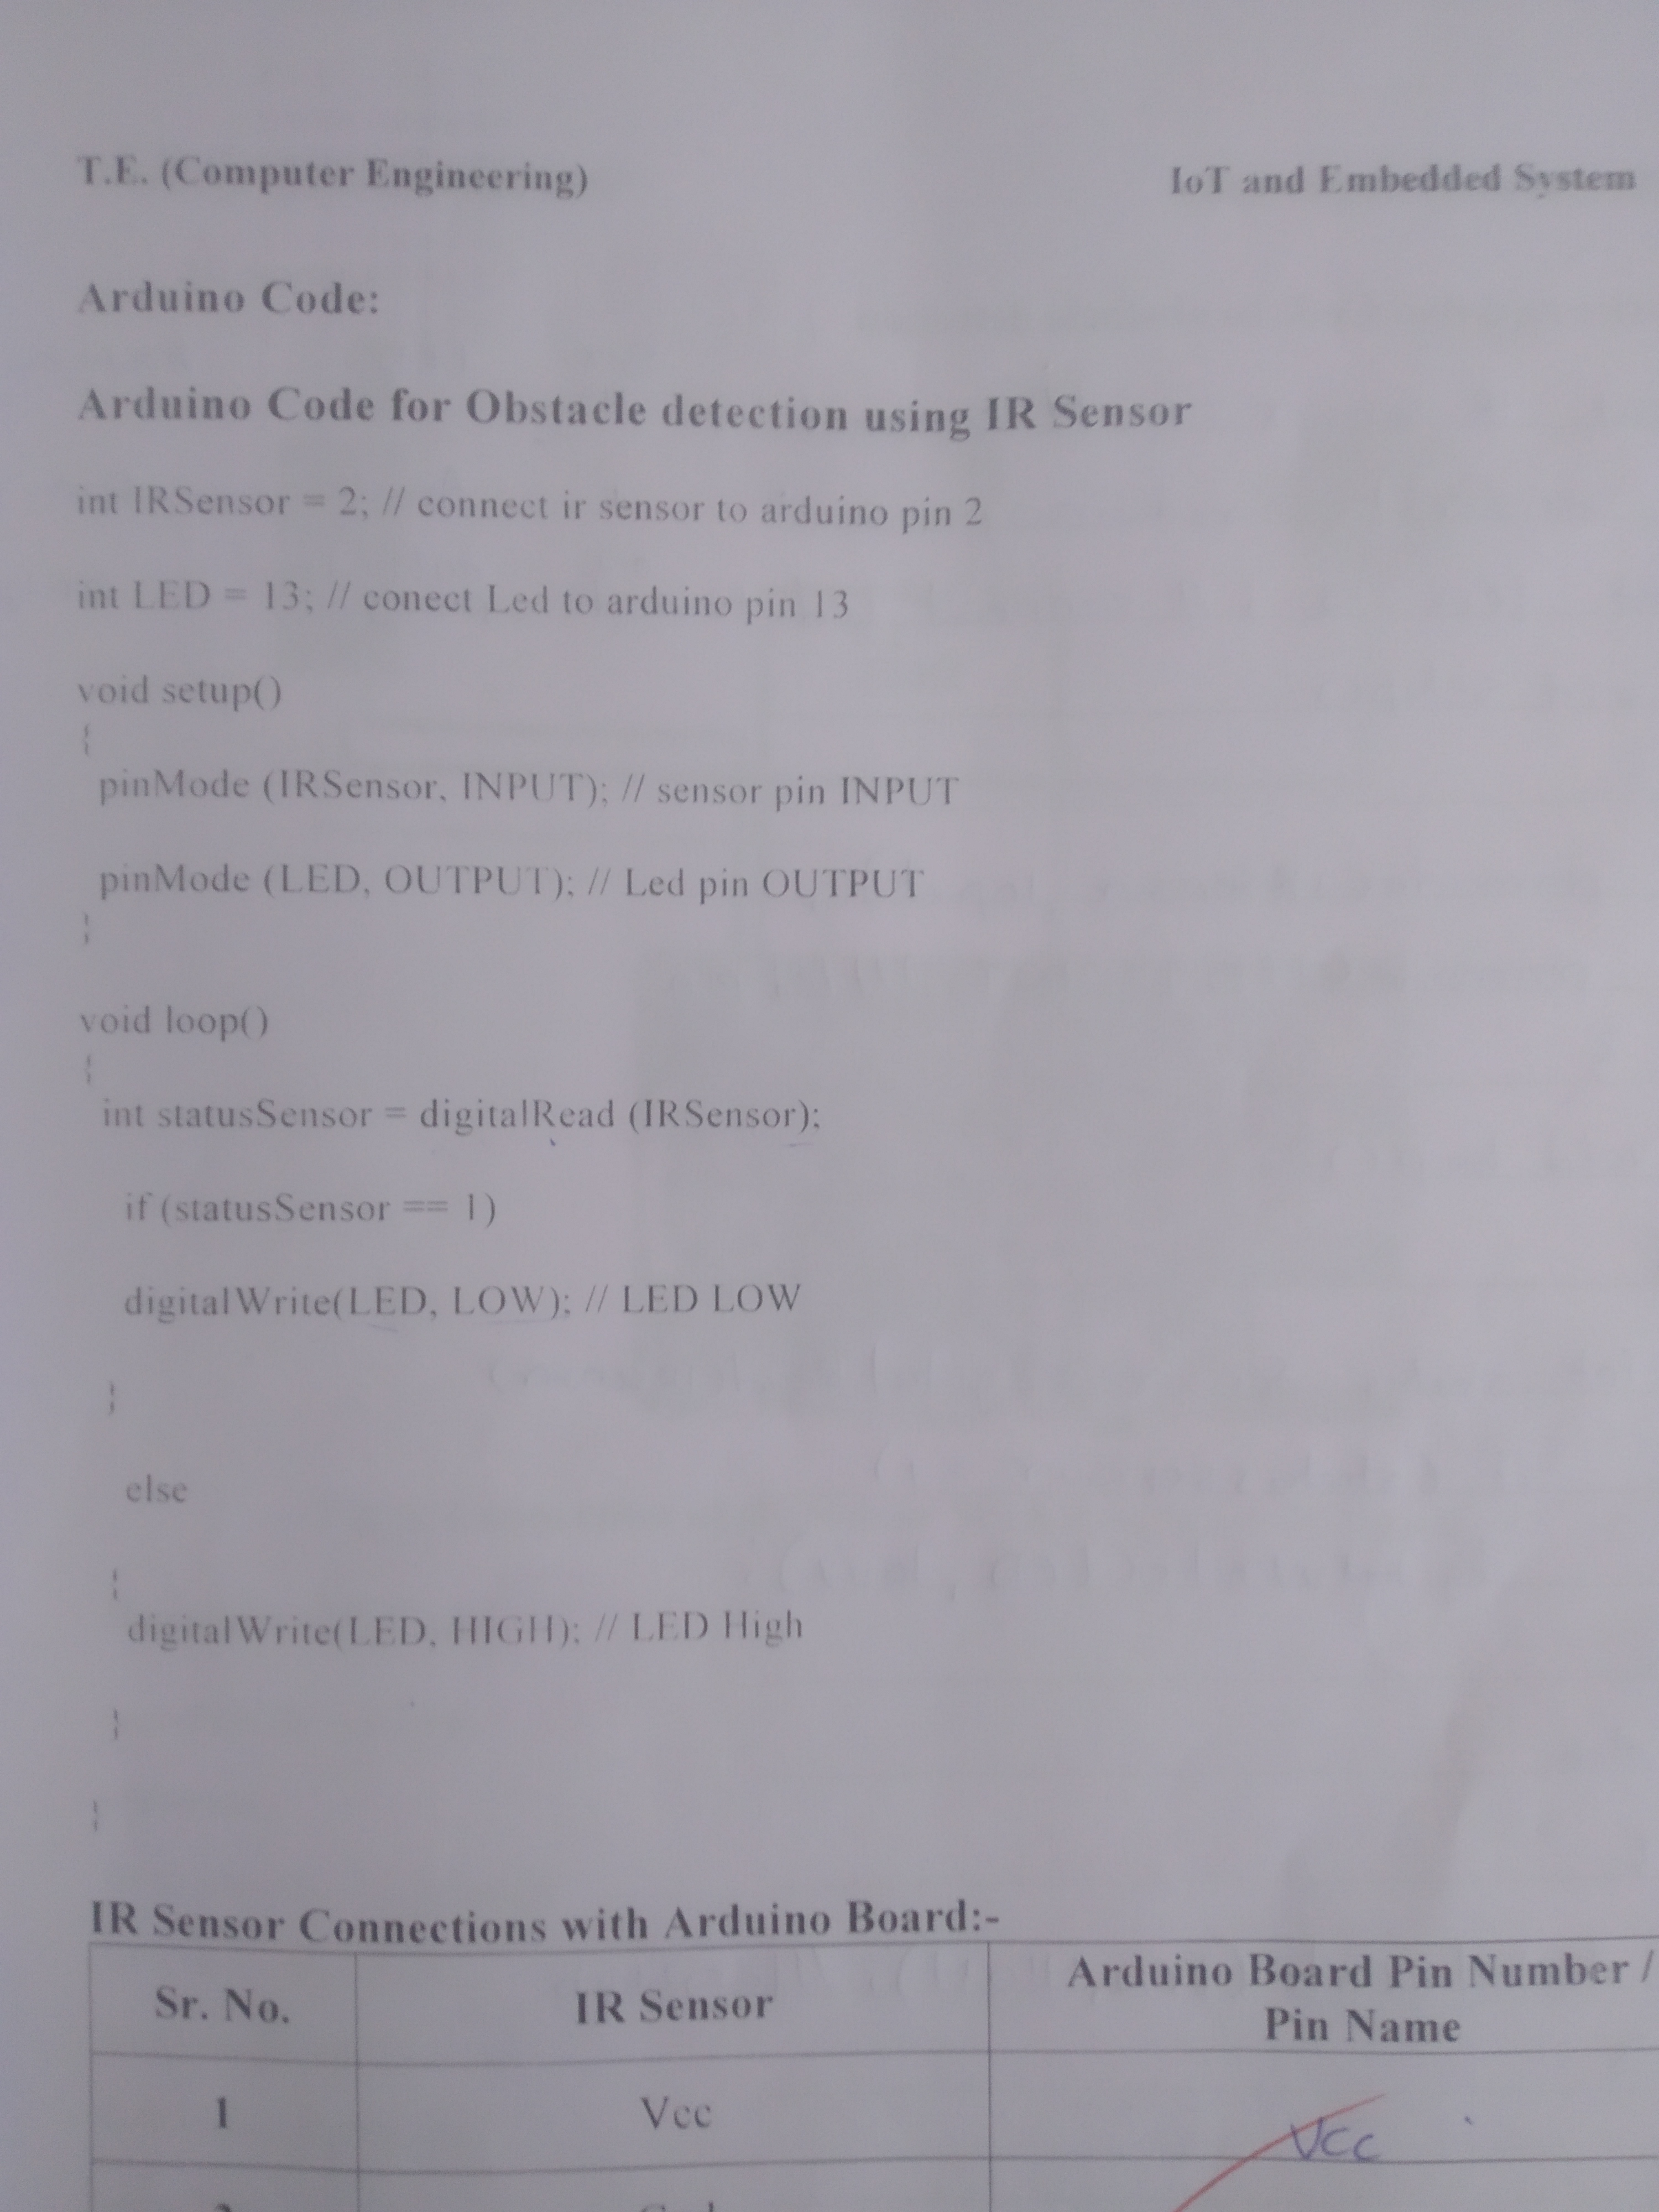 T.E. (Computer Engineering) IoT and Embedded System
Arduino Code:
Arduino Code for Obstacle detection using IR Sensor
int IRSensor = 2; // connect ir sensor to arduino pin 2
int LED = 13; // conect Led to arduino pin 13
void setup()
{
pinMode (IRSensor, INPUT); // sensor pin INPUT
pinMode (LED, OUTPUT); // Led pin OUTPUT
}
void loop()
{
int statusSensor = digitalRead (IRSensor);
if (statusSensor == 1)
digitalWrite(LED, LOW); // LED LOW
}
else
{
digitalWrite(LED, HIGH); // LED High
}
}
IR Sensor Connections with Arduino Board:-
Sr. No. IR Sensor Arduino Board Pin Number /
Pin Name
1 Vcc Vcc